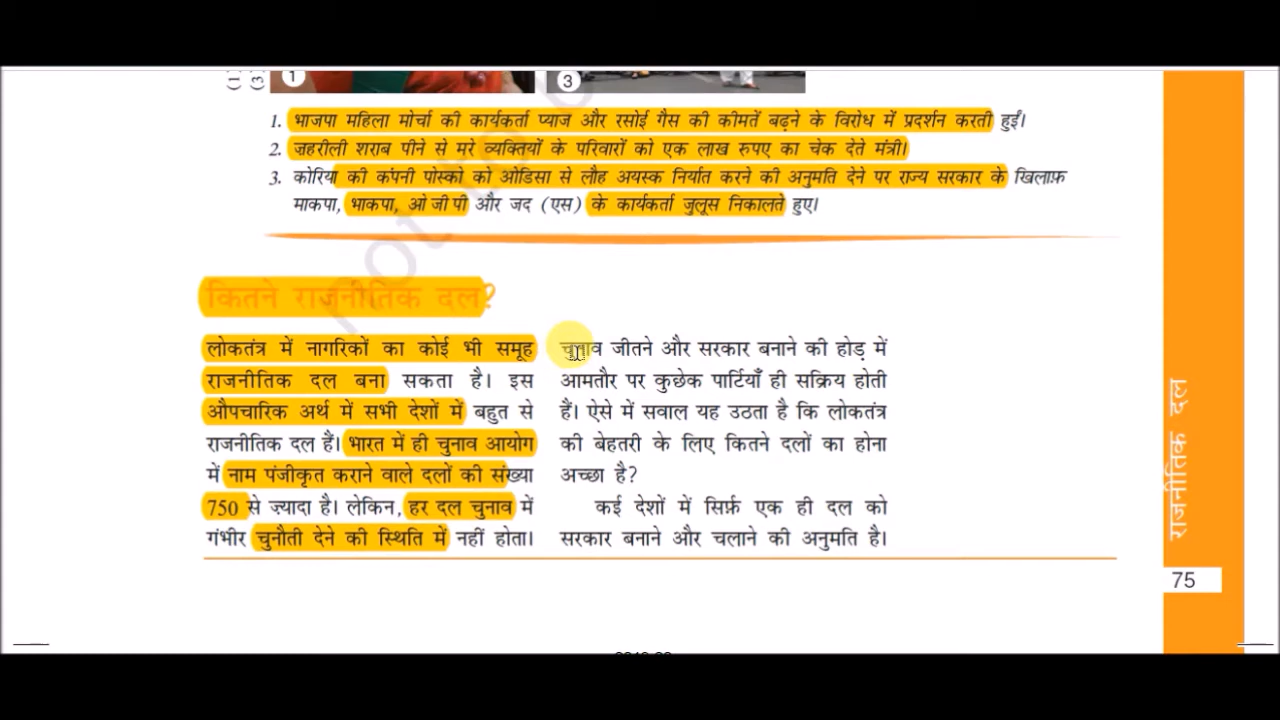 1
3
1. भाजपा महिला मोर्चा की कार्यकर्ता प्याज और रसोई गैस की कीमतें बढ़ने के विरोध में प्रदर्शन करती हुईं।
2. जहरीली शराब पीने से मरे व्यक्तियों के परिवारों को एक लाख रुपए का चेक देते मंत्री।
3. कोरिया की कंपनी पोस्को को ओडिसा से लौह अयस्क निर्यात करने की अनुमति देने पर राज्य सरकार के खिलाफ़
माकपा, भाकपा, ओ जी पी और जद (एस) के कार्यकर्ता जुलूस निकालते हुए।
not to b
कितने राजनीतिक दल?
लोकतंत्र में नागरिकों का कोई भी समूह
राजनीतिक दल बना सकता है। इस
औपचारिक अर्थ में सभी देशों में बहुत से
राजनीतिक दल हैं। भारत में ही चुनाव आयोग
में नाम पंजीकृत कराने वाले दलों की संख्या
750 से ज्यादा है। लेकिन, हर दल चुनाव में
गंभीर चुनौती देने की स्थिति में नहीं होता।
चुनाव जीतने और सरकार बनाने की होड़ में
आमतौर पर कुछेक पार्टियाँ ही सक्रिय होती
हैं। ऐसे में सवाल यह उठता है कि लोकतंत्र
की बेहतरी के लिए कितने दलों का होना
अच्छा है?
कई देशों में सिर्फ़ एक ही दल को
सरकार बनाने और चलाने की अनुमति है।
राजनीतिक दल
75